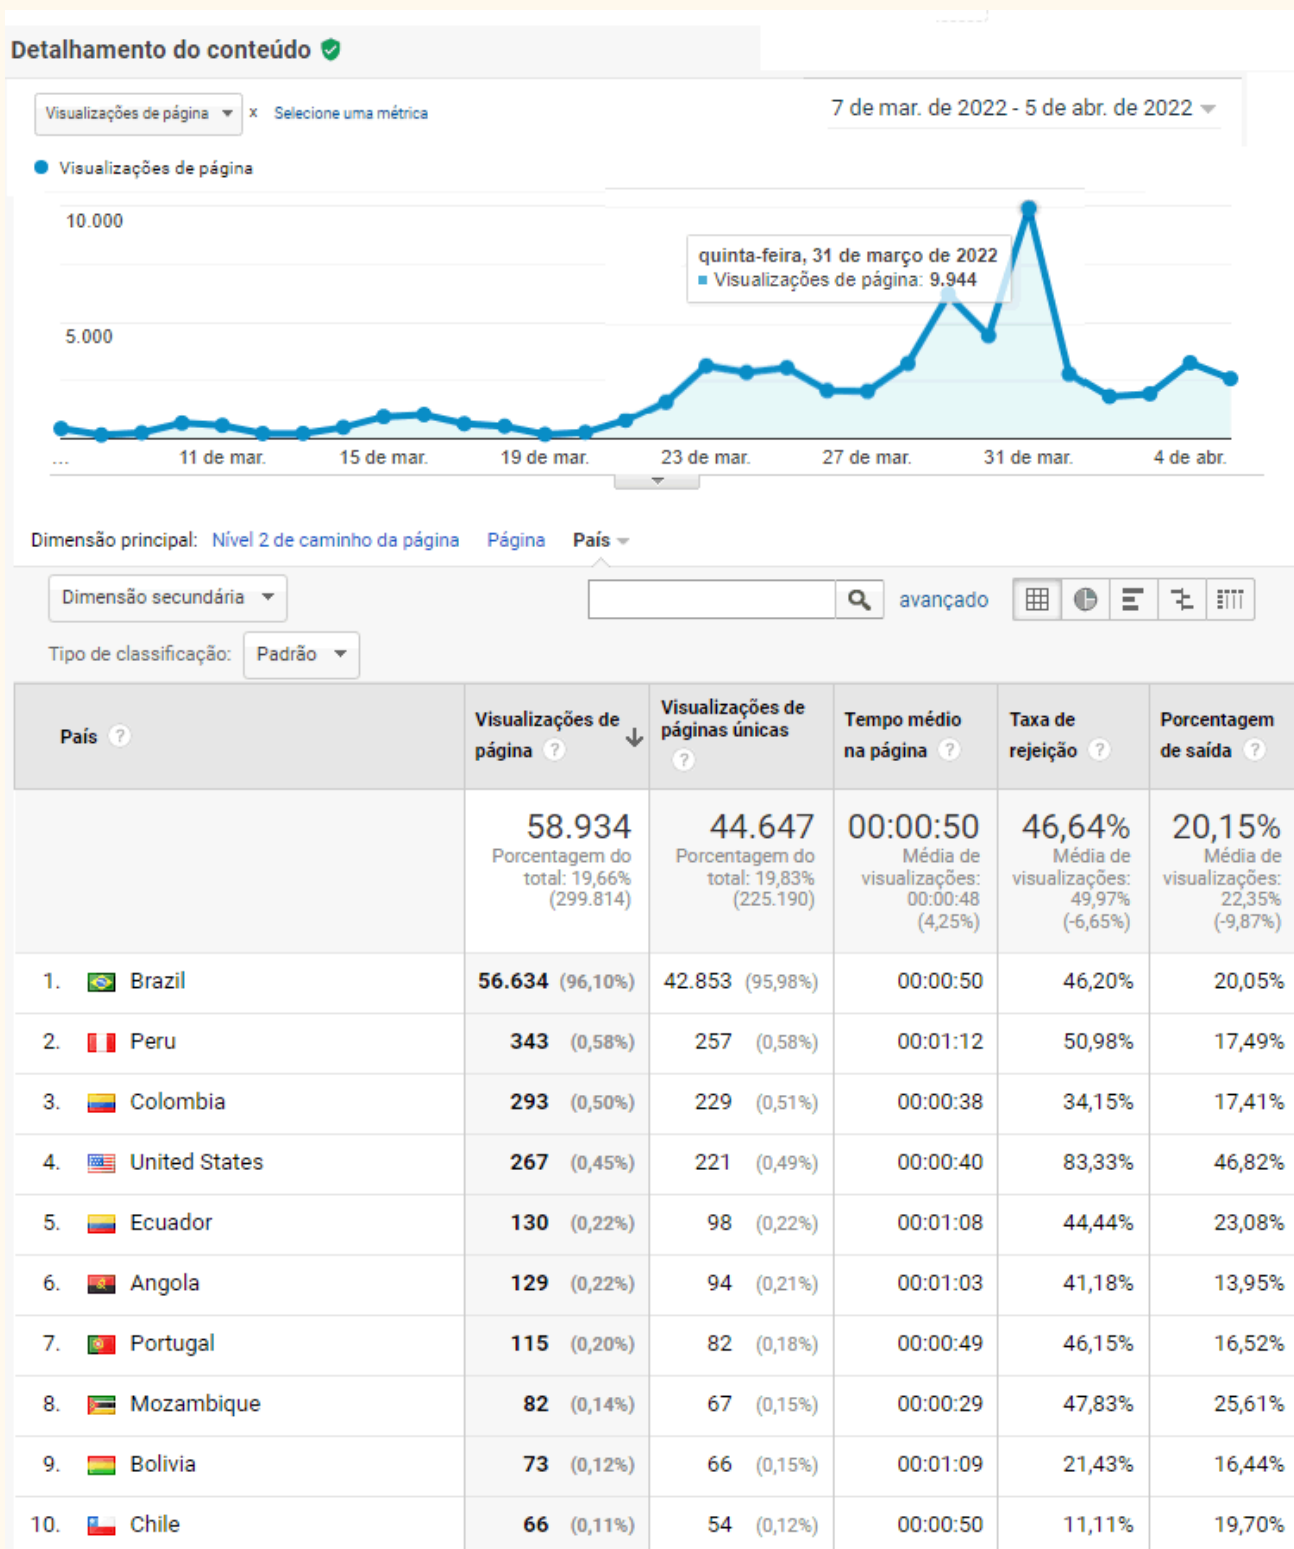 Detalhamento do conteúdo
Visualizações de página x Selecione uma métrica
7 de mar. de 2022 - 5 de abr. de 2022
Visualizações de página
10.000
5.000
quinta-feira, 31 de março de 2022
Visualizações de página: 9.944
... 11 de mar. 15 de mar. 19 de mar. 23 de mar. 27 de mar. 31 de mar. 4 de abr.
Dimensão principal: Nível 2 de caminho da página Página País
Dimensão secundária avançado
Tipo de classificação: Padrão
País ?
Visualizações de
página ?
Visualizações de
páginas únicas
?
Tempo médio
na página ?
Taxa de
rejeição ?
Porcentagem
de saída ?
58.934
Porcentagem do
total: 19,66%
(299.814)
44.647
Porcentagem do
total: 19,83%
(225.190)
00:00:50
Média de
visualizações:
00:00:48
(4,25%)
46,64%
Média de
visualizações:
49,97%
(-6,65%)
20,15%
Média de
visualizações:
22,35%
(-9,87%)
1. Brazil 56.634 (96,10%) 42.853 (95,98%) 00:00:50 46,20% 20,05%
2. Peru 343 (0,58%) 257 (0,58%) 00:01:12 50,98% 17,49%
3. Colombia 293 (0,50%) 229 (0,51%) 00:00:38 34,15% 17,41%
4. United States 267 (0,45%) 221 (0,49%) 00:00:40 83,33% 46,82%
5. Ecuador 130 (0,22%) 98 (0,22%) 00:01:08 44,44% 23,08%
6. Angola 129 (0,22%) 94 (0,21%) 00:01:03 41,18% 13,95%
7. Portugal 115 (0,20%) 82 (0,18%) 00:00:49 46,15% 16,52%
8. Mozambique 82 (0,14%) 67 (0,15%) 00:00:29 47,83% 25,61%
9. Bolivia 73 (0,12%) 66 (0,15%) 00:01:09 21,43% 16,44%
10. Chile 66 (0,11%) 54 (0,12%) 00:00:50 11,11% 19,70%